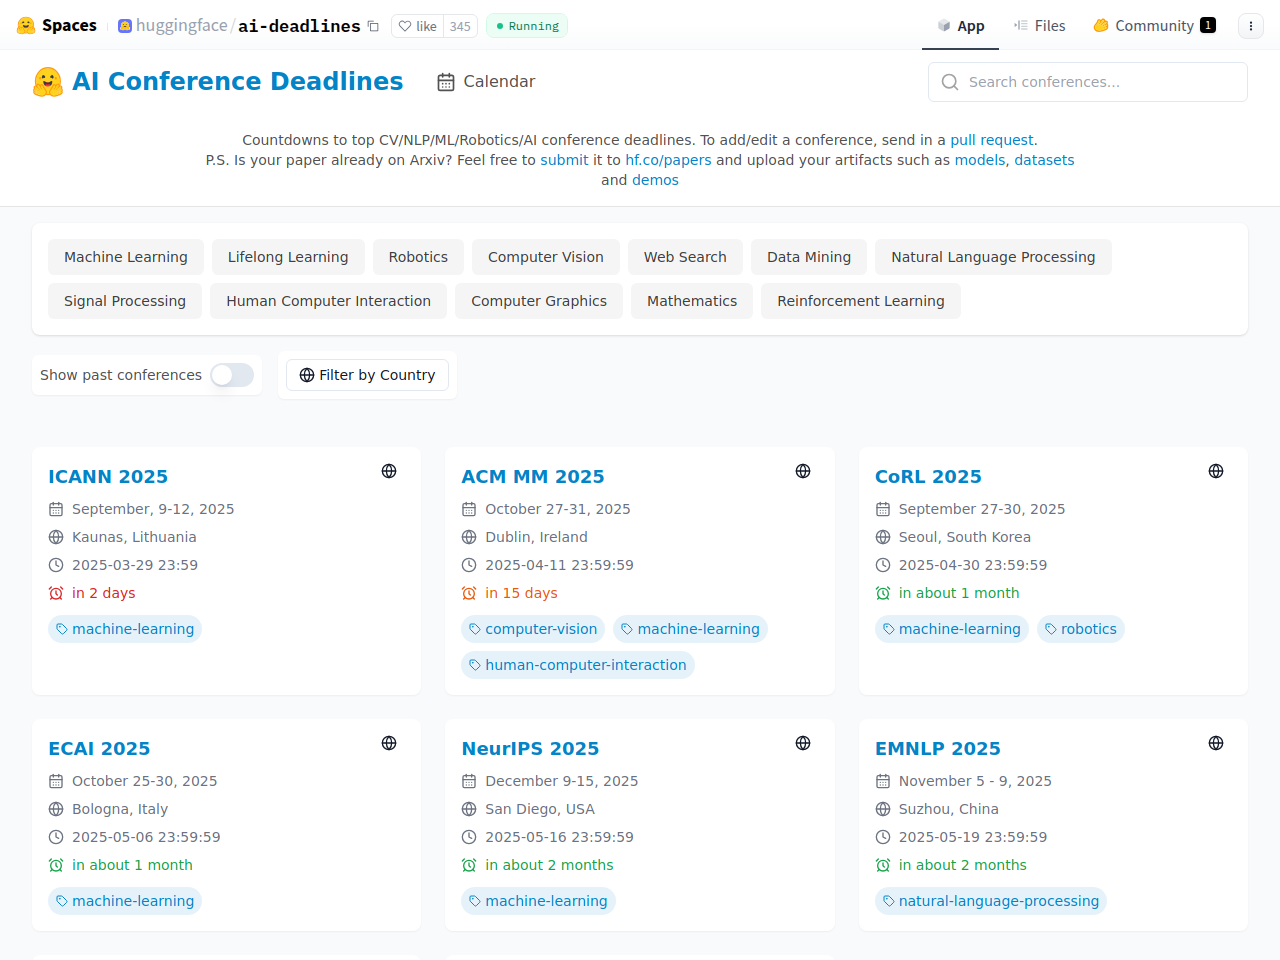 Spaces huggingface/ai-deadlines like 345 Running App Files Community 1
AI Conference Deadlines Calendar Search conferences...
Countdowns to top CV/NLP/ML/Robotics/AI conference deadlines. To add/edit a conference, send in a pull request.
P.S. Is your paper already on Arxiv? Feel free to submit it to hf.co/papers and upload your artifacts such as models, datasets
and demos
Machine Learning Lifelong Learning Robotics Computer Vision Web Search Data Mining Natural Language Processing
Signal Processing Human Computer Interaction Computer Graphics Mathematics Reinforcement Learning
Show past conferences Filter by Country
ICANN 2025
September, 9-12, 2025
Kaunas, Lithuania
2025-03-29 23:59
in 2 days
machine-learning
ACM MM 2025
October 27-31, 2025
Dublin, Ireland
2025-04-11 23:59:59
in 15 days
computer-vision machine-learning
human-computer-interaction
CoRL 2025
September 27-30, 2025
Seoul, South Korea
2025-04-30 23:59:59
in about 1 month
machine-learning robotics
ECAI 2025
October 25-30, 2025
Bologna, Italy
2025-05-06 23:59:59
in about 1 month
machine-learning
NeurIPS 2025
December 9-15, 2025
San Diego, USA
2025-05-16 23:59:59
in about 2 months
machine-learning
EMNLP 2025
November 5 - 9, 2025
Suzhou, China
2025-05-19 23:59:59
in about 2 months
natural-language-processing